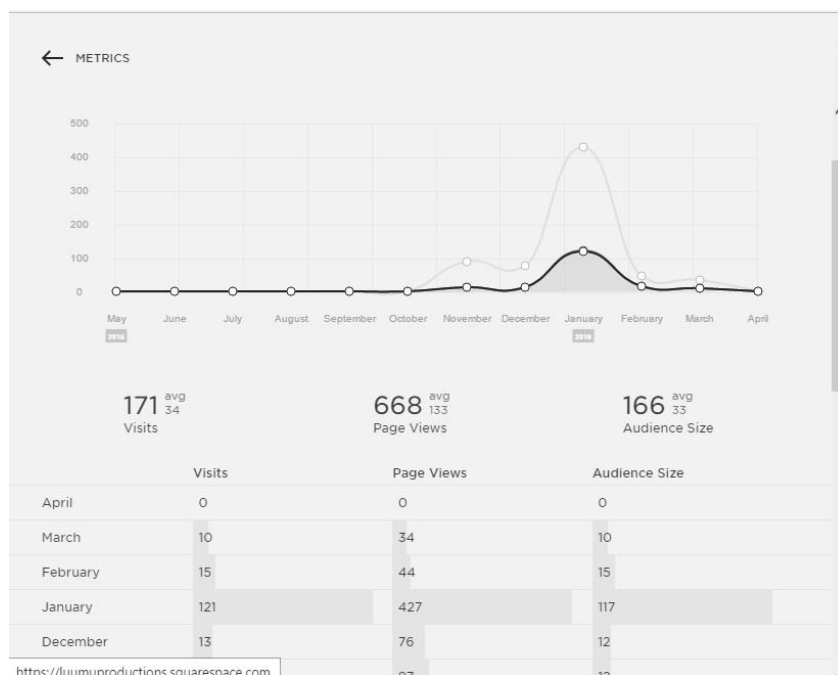 METRICS
500
400
300
200
100
0
May June July August September October November December January February March April
171 avg 34
Visits
668 avg 133
Page Views
166 avg 33
Audience Size
Visits Page Views Audience Size
April 0 0 0
March 10 34 10
February 15 44 15
January 121 427 117
December 13 76 12
https://luumuproductions.squarespace.com